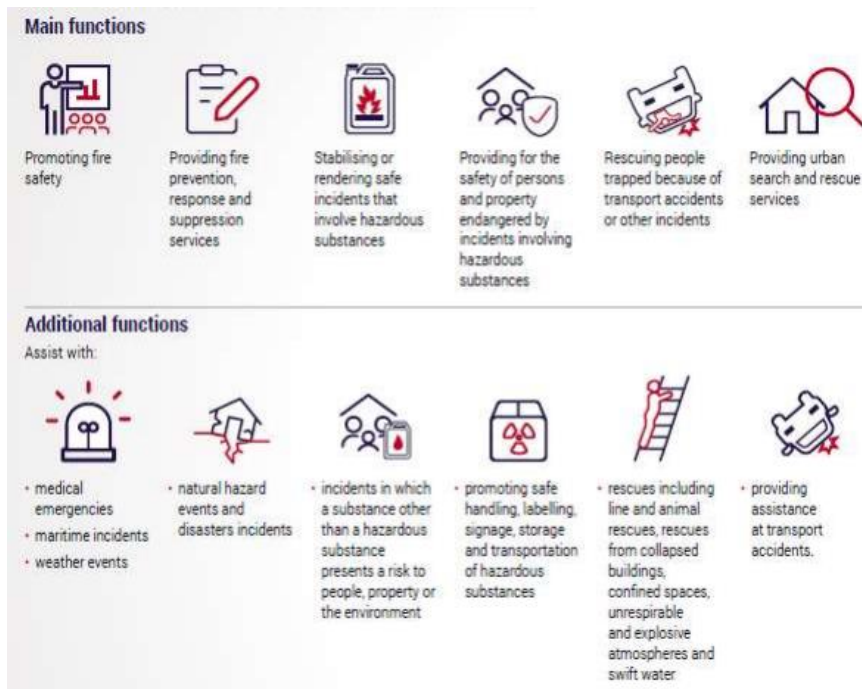 Main functions
Promoting fire
safety
Providing fire
prevention,
response and
suppression
services
Stabilising or
rendering safe
incidents that
involve hazardous
substances
Providing for the
safety of persons
and property
endangered by
incidents involving
hazardous
substances
Rescuing people
trapped because of
transport accidents
or other incidents
Providing urban
search and rescue
services
Additional functions
Assist with:
• medical
emergencies
• maritime incidents
• weather events
• natural hazard
events and
disasters incidents
• incidents in which
a substance other
than a hazardous
substance
presents a risk to
people, property or
the environment
• promoting safe
handling, labelling,
signage, storage
and transportation
of hazardous
substances
• rescues including
line and animal
rescues, rescues
from collapsed
buildings,
confined spaces,
unrespirable
and explosive
atmospheres and
swift water
• providing
assistance
at transport
accidents.